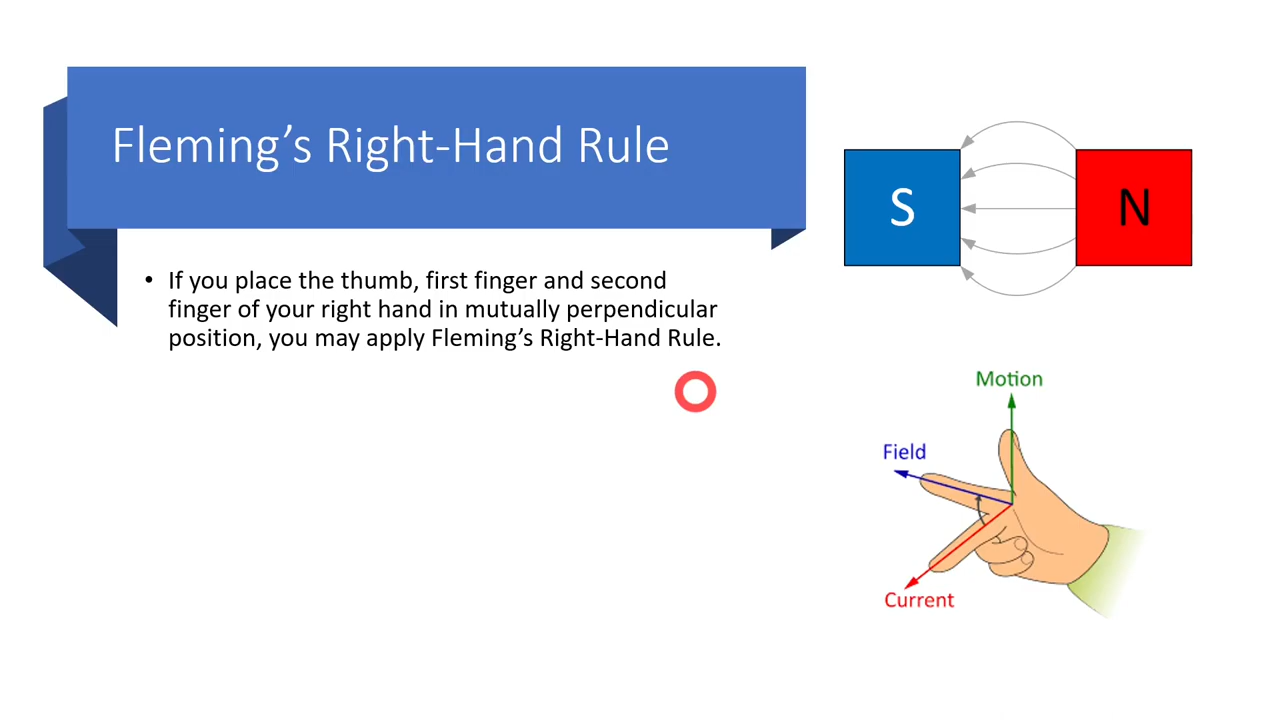 Fleming’s Right-Hand Rule
• If you place the thumb, first finger and second
finger of your right hand in mutually perpendicular
position, you may apply Fleming’s Right-Hand Rule.
S
N
Motion
Field
Current